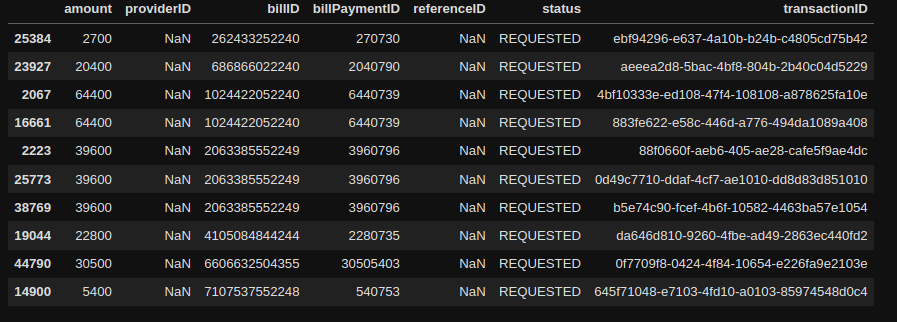 amount providerID billID billPaymentID referenceID status transactionID
25384 2700 NaN 262433252240 270730 NaN REQUESTED ebf94296-e637-4a10b-b24b-c4805cd75b42
23927 20400 NaN 686866022240 2040790 NaN REQUESTED aeeea2d8-5bac-4bf8-804b-2b40c04d5229
2067 64400 NaN 1024422052240 6440739 NaN REQUESTED 4bf10333e-ed108-47f4-108108-a878625fa10e
16661 64400 NaN 1024422052240 6440739 NaN REQUESTED 883fe622-e58c-446d-a776-494da1089a408
2223 39600 NaN 2063385552249 3960796 NaN REQUESTED 88f0660f-aeb6-405-ae28-cafe5f9ae4dc
25773 39600 NaN 2063385552249 3960796 NaN REQUESTED 0d49c7710-ddaf-4cf7-ae1010-dd8d83d851010
38769 39600 NaN 2063385552249 3960796 NaN REQUESTED b5e74c90-fcef-4b6f-10582-4463ba57e1054
19044 22800 NaN 4105084844244 2280735 NaN REQUESTED da646d810-9260-4fbe-ad49-2863ec440fd2
44790 30500 NaN 6606632504355 30505403 NaN REQUESTED 0f7709f8-0424-4f84-10654-e226fa9e2103e
14900 5400 NaN 7107537552248 540753 NaN REQUESTED 645f71048-e7103-4fd10-a0103-85974548d0c4